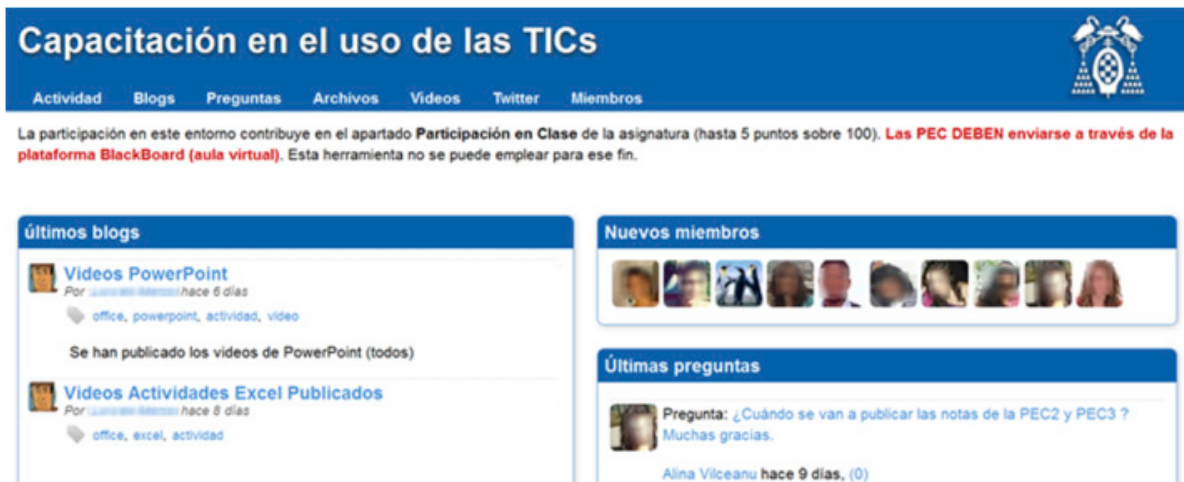 Capacitación en el uso de las TICs
Actividad Blogs Preguntas Archivos Videos Twitter Miembros
La participación en este entorno contribuye en el apartado Participación en Clase de la asignatura (hasta 5 puntos sobre 100). Las PEC DEBEN enviarse a través de la
plataforma BlackBoard (aula virtual). Esta herramienta no se puede emplear para ese fin.
últimos blogs
Videos PowerPoint
Por hace 6 días
office, powerpoint, actividad, video
Se han publicado los videos de PowerPoint (todos)
Videos Actividades Excel Publicados
Por hace 8 días
office, excel, actividad
Nuevos miembros
Últimas preguntas
Pregunta: ¿Cuándo se van a publicar las notas de la PEC2 y PEC3 ?
Muchas gracias.
Alina Vilceanu hace 9 días, (0)